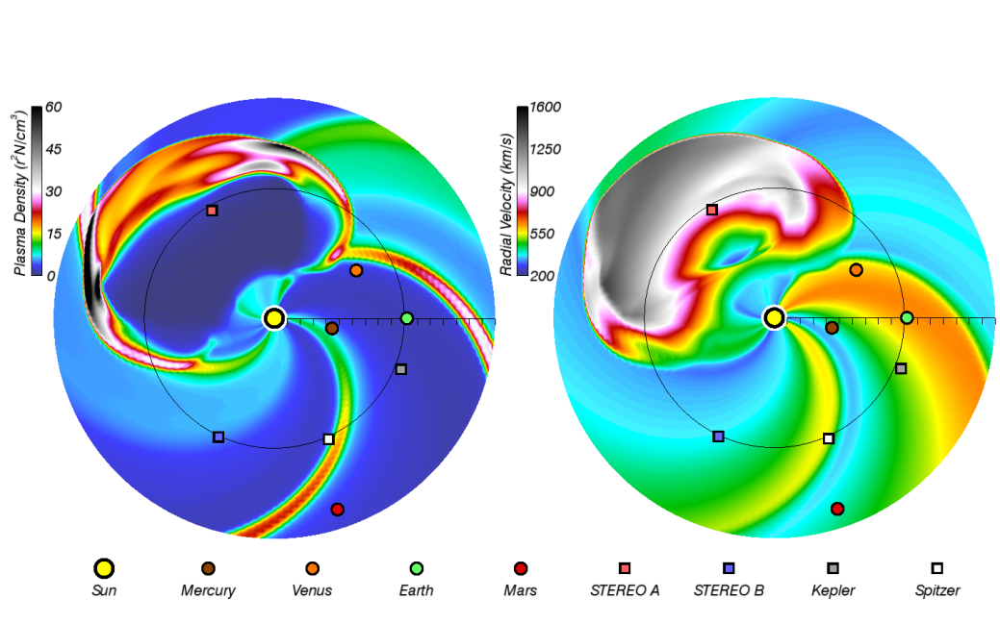 Plasma Density (r²N/cm³)
60
45
30
15
0
Radial Velocity (km/s)
1600
1250
900
550
200
Sun
Mercury
Venus
Earth
Mars
STEREO A
STEREO B
Kepler
Spitzer